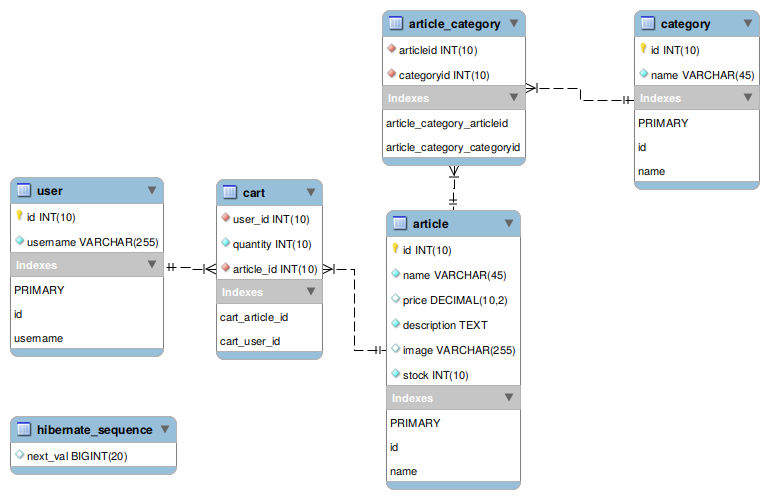 article_category
articleid INT(10)
categoryid INT(10)
Indexes
article_category_articleid
article_category_categoryid
category
id INT(10)
name VARCHAR(45)
Indexes
PRIMARY
id
name
user
id INT(10)
username VARCHAR(255)
Indexes
PRIMARY
id
username
cart
user_id INT(10)
quantity INT(10)
article_id INT(10)
Indexes
cart_article_id
cart_user_id
article
id INT(10)
name VARCHAR(45)
price DECIMAL(10,2)
description TEXT
image VARCHAR(255)
stock INT(10)
Indexes
PRIMARY
id
name
hibernate_sequence
next_val BIGINT(20)